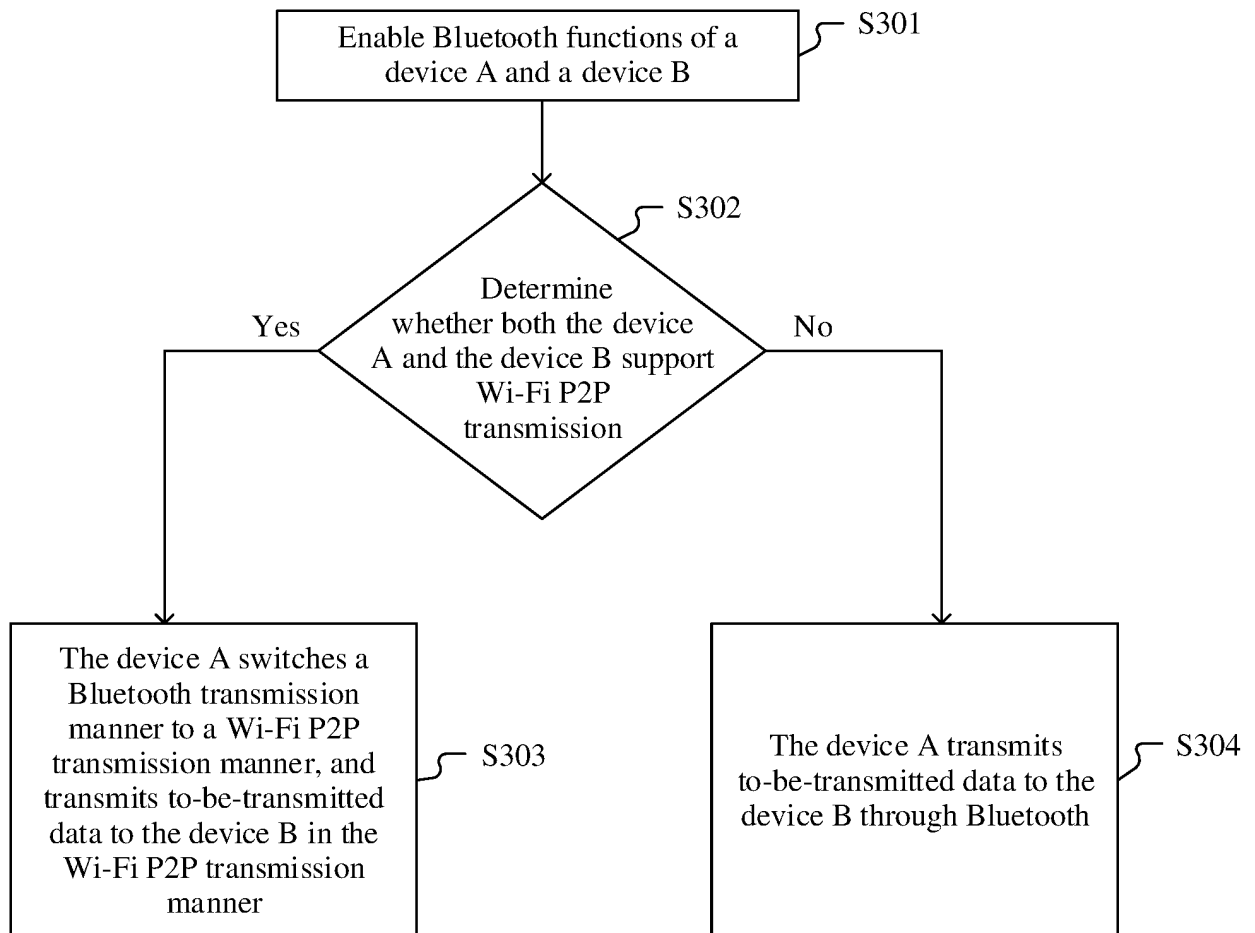 Enable Bluetooth functions of a
device A and a device B
S301
S302
Determine
whether both the device
A and the device B support
Wi-Fi P2P
transmission
Yes
No
The device A switches a
Bluetooth transmission
manner to a Wi-Fi P2P
transmission manner, and
transmits to-be-transmitted
data to the device B in the
Wi-Fi P2P transmission
manner
S303
The device A transmits
to-be-transmitted data to the
device B through Bluetooth
S304